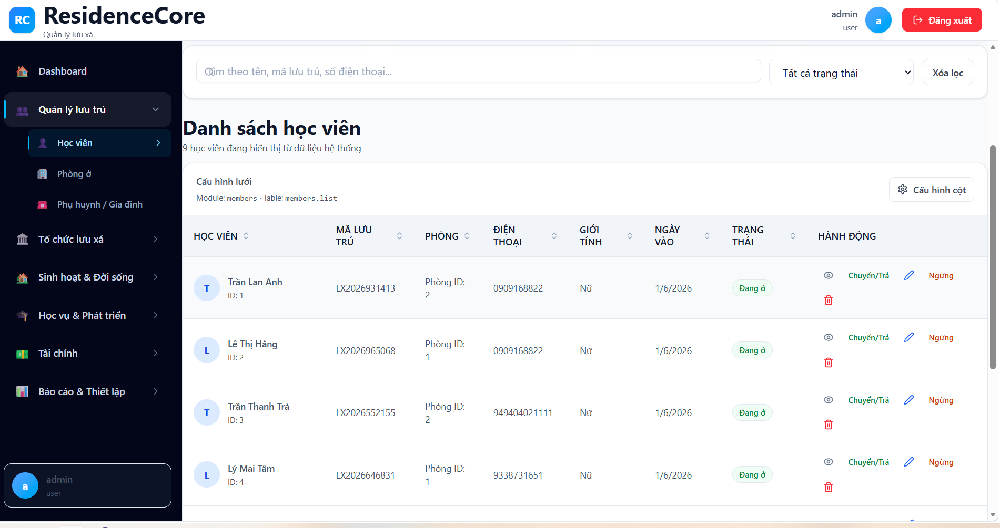 RC
ResidenceCore
Quản lý lưu xá
admin
user
a
Đăng xuất
Dashboard
Quản lý lưu trú
Học viên
Phòng ở
Phụ huynh / Gia đình
Tổ chức lưu xá
Sinh hoạt & Đời sống
Học vụ & Phát triển
Tài chính
Báo cáo & Thiết lập
a
admin
user
Tìm theo tên, mã lưu trú, số điện thoại...
Tất cả trạng thái
Xóa lọc
Danh sách học viên
9 học viên đang hiển thị từ dữ liệu hệ thống
Cấu hình lưới
Module: members · Table: members.list
Cấu hình cột
HỌC VIÊN
MÃ LƯU
TRÚ
PHÒNG
ĐIỆN
THOẠI
GIỚI
TÍNH
NGÀY
VÀO
TRẠNG
THÁI
HÀNH ĐỘNG
T
Trần Lan Anh
ID: 1
LX2026931413
Phòng ID:
2
0909168822
Nữ
1/6/2026
Đang ở
Chuyển/Trả
Ngừng
L
Lê Thị Hằng
ID: 2
LX2026965068
Phòng ID:
1
0909168822
Nữ
1/6/2026
Đang ở
Chuyển/Trả
Ngừng
T
Trần Thanh Trà
ID: 3
LX2026552155
Phòng ID:
2
949404021111
Nữ
1/6/2026
Đang ở
Chuyển/Trả
Ngừng
L
Lý Mai Tâm
ID: 4
LX2026646831
Phòng ID:
1
9338731651
Nữ
1/6/2026
Đang ở
Chuyển/Trả
Ngừng